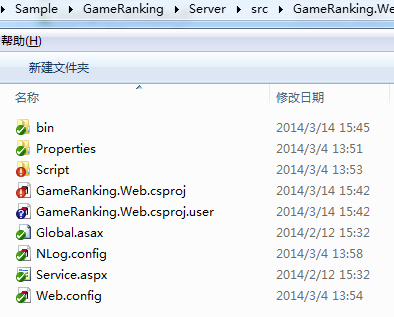 Sample ▸ GameRanking ▸ Server ▸ src ▸ GameRanking.We
帮助(H)
新建文件夹
名称 修改日期
bin 2014/3/14 15:45
Properties 2014/3/4 13:51
Script 2014/3/4 13:53
GameRanking.Web.csproj 2014/3/14 15:42
GameRanking.Web.csproj.user 2014/3/14 15:42
Global.asax 2014/2/12 15:32
NLog.config 2014/3/4 13:58
Service.aspx 2014/2/12 15:32
Web.config 2014/3/4 13:54